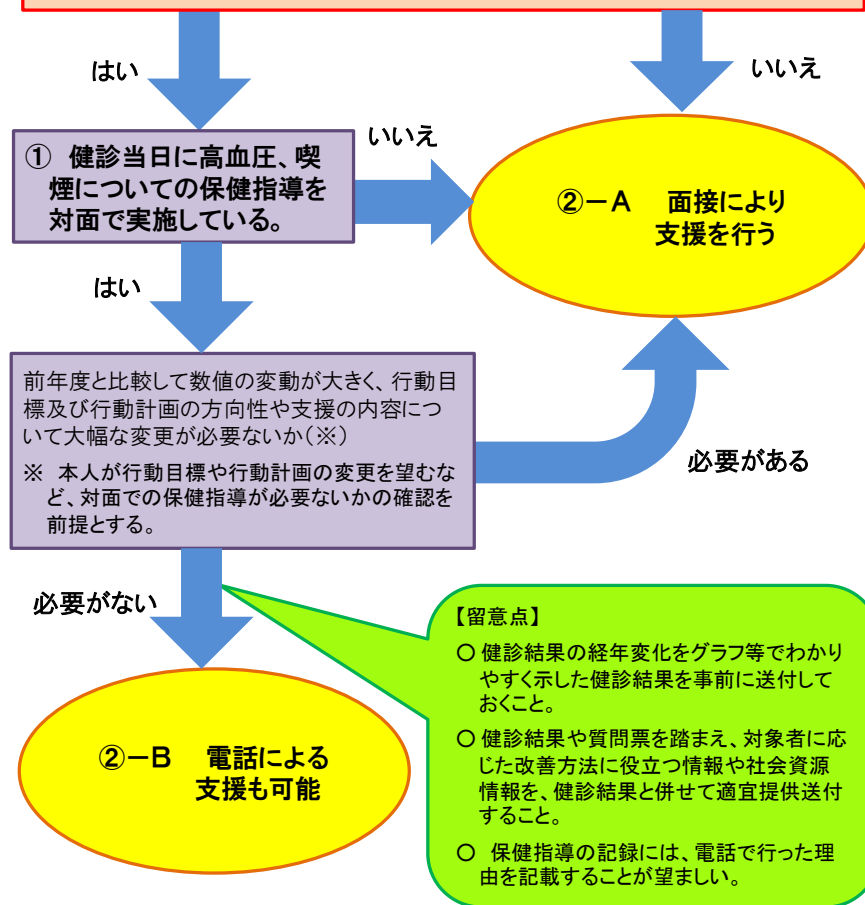 はい
いいえ
① 健診当日に高血圧、喫
煙についての保健指導を
対面で実施している。
いいえ
②－A 面接により
支援を行う
はい
前年度と比較して数値の変動が大きく、行動目
標及び行動計画の方向性や支援の内容につ
いて大幅な変更が必要ないか(※)
※ 本人が行動目標や行動計画の変更を望むな
ど、対面での保健指導が必要ないかの確認を
前提とする。
必要がある
必要がない
【留意点】
○ 健診結果の経年変化をグラフ等でわかり
やすく示した健診結果を事前に送付して
おくこと。
○ 健診結果や質問票を踏まえ、対象者に応
じた改善方法に役立つ情報や社会資源
情報を、健診結果と併せて適宜提供送付
すること。
○ 保健指導の記録には、電話で行った理
由を記載することが望ましい。
②－B 電話による
支援も可能